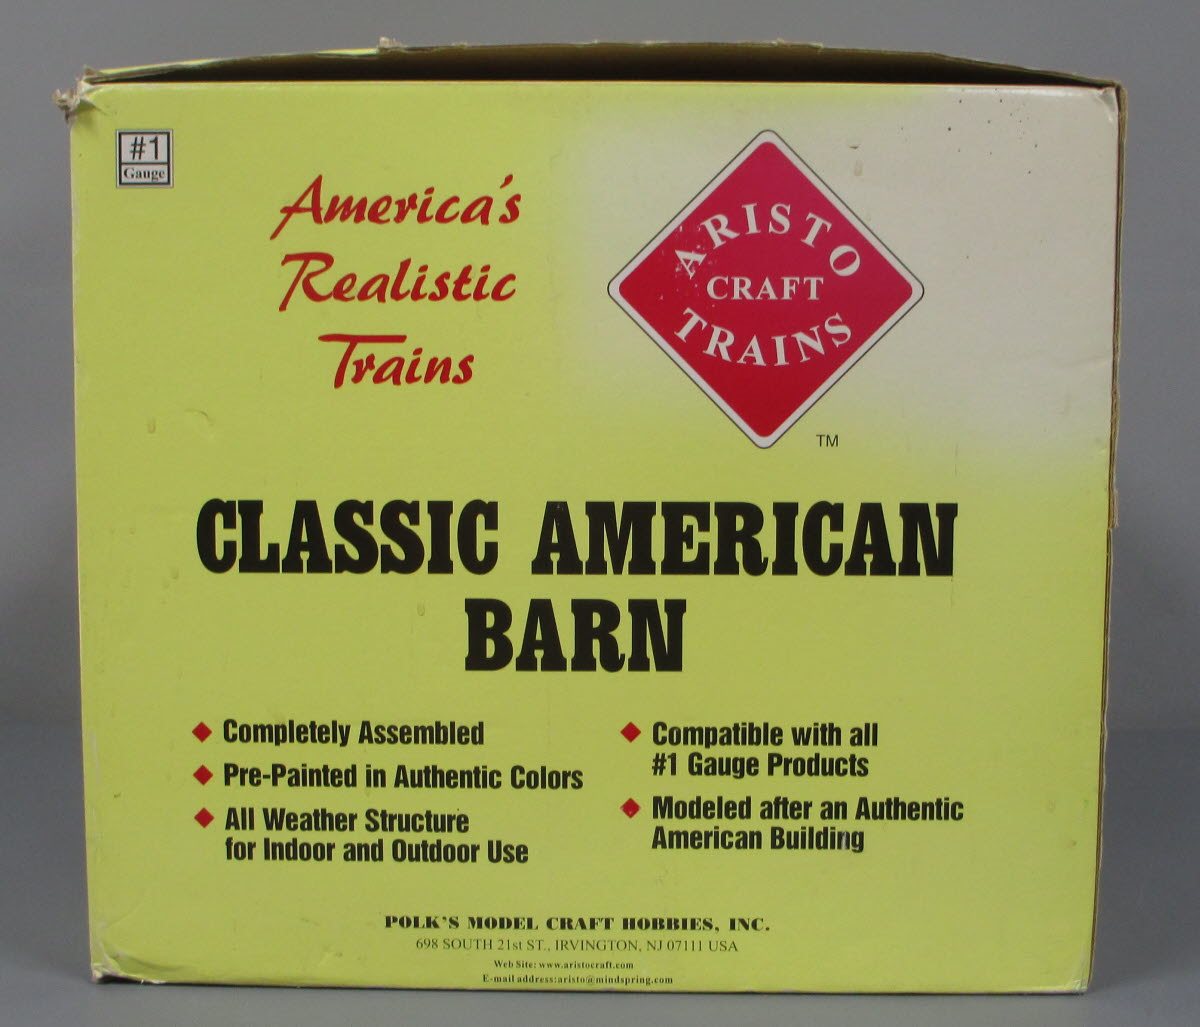 #1
Gauge
America's
Realistic
Trains
ARISTO
CRAFT
TRAINS
TM
CLASSIC AMERICAN
BARN
Completely Assembled
Pre-Painted in Authentic Colors
All Weather Structure
for Indoor and Outdoor Use
Compatible with all
#1 Gauge Products
Modeled after an Authentic
American Building
POLK'S MODEL CRAFT HOBBIES, INC.
698 SOUTH 21st ST., IRVINGTON, NJ 07111 USA
Web Site: www.aristocraft.com
E-mail address:aristo@mindspring.com